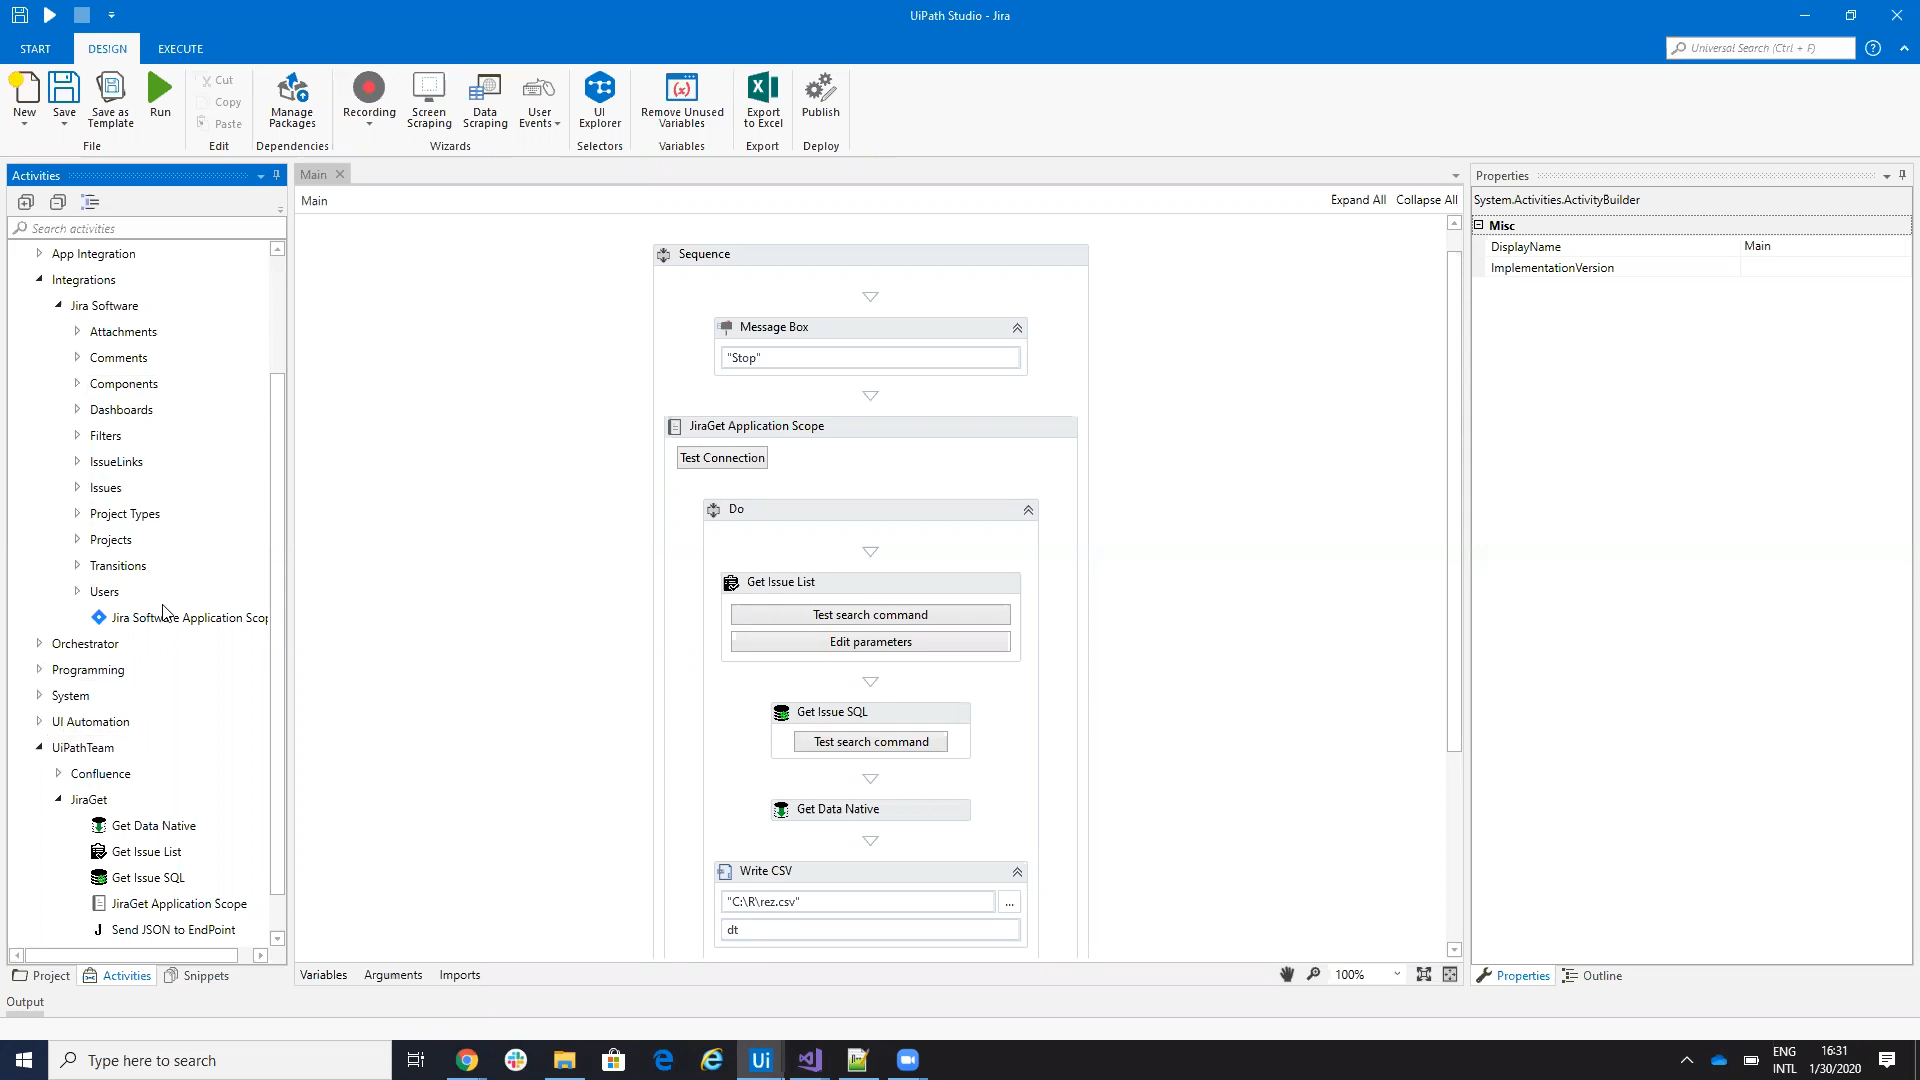 UiPath Studio - Jira
START
DESIGN
EXECUTE
Universal Search (Ctrl + F)
New
Save
Save as Template
Run
Cut
Copy
Paste
Manage Packages
Recording
Screen Scraping
Data Scraping
User Events
UI Explorer
Remove Unused Variables
Export to Excel
Publish
File
Edit
Dependencies
Wizards
Selectors
Variables
Export
Deploy
Activities
Search activities
App Integration
Integrations
Jira Software
Attachments
Comments
Components
Dashboards
Filters
IssueLinks
Issues
Project Types
Projects
Transitions
Users
Jira Software Application Scop
Orchestrator
Programming
System
UI Automation
UiPathTeam
Confluence
JiraGet
Get Data Native
Get Issue List
Get Issue SQL
JiraGet Application Scope
Send JSON to EndPoint
Project
Activities
Snippets
Output
Main
Main
Expand All
Collapse All
Sequence
Message Box
"Stop"
JiraGet Application Scope
Test Connection
Do
Get Issue List
Test search command
Edit parameters
Get Issue SQL
Test search command
Get Data Native
Write CSV
"C:\R\rez.csv"
...
dt
Variables
Arguments
Imports
100%
Properties
System.Activities.ActivityBuilder
Misc
DisplayName
Main
ImplementationVersion
Properties
Outline
Type here to search
Ui
ENG
INTL
16:31
1/30/2020